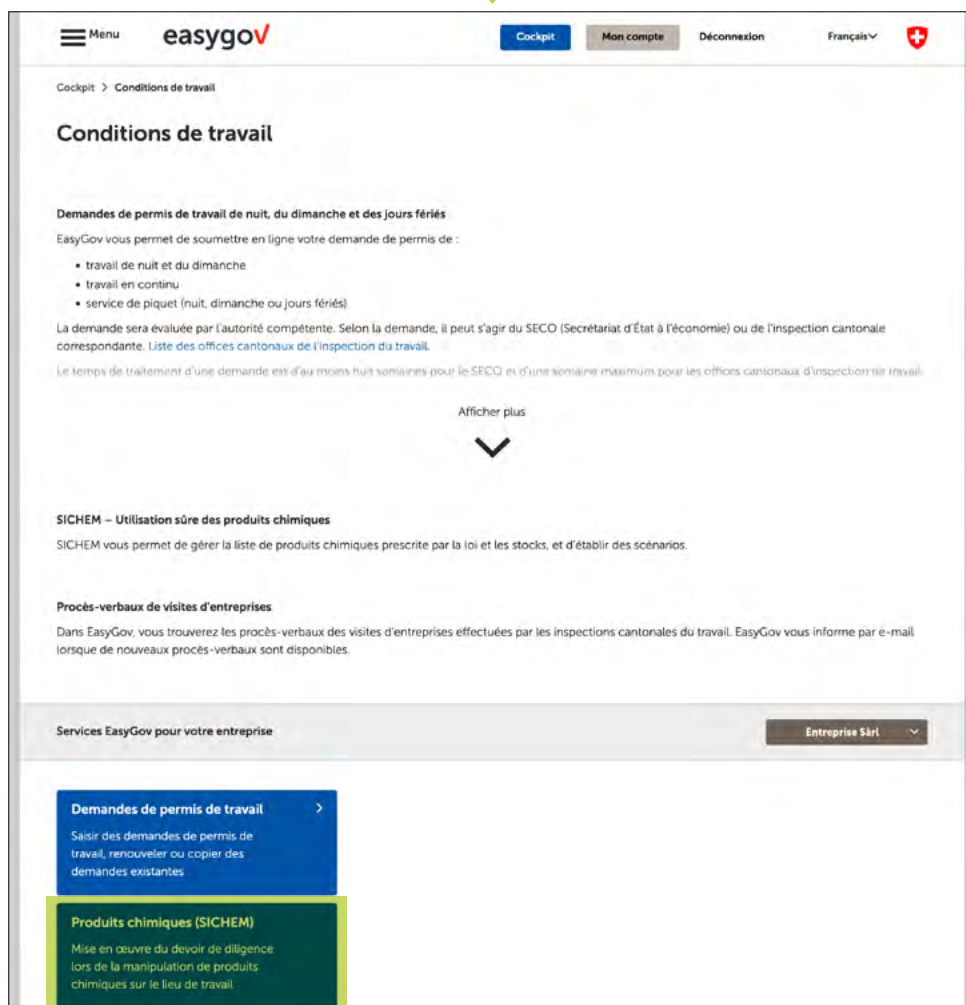 Menu easygov Cockpit Mon compte Déconnexion Français
Cockpit > Conditions de travail
Conditions de travail
Demandes de permis de travail de nuit, du dimanche et des jours fériés
EasyGov vous permet de soumettre en ligne votre demande de permis de :
• travail de nuit et du dimanche
• travail en continu
• service de piquet (nuit, dimanche ou jours fériés)
La demande sera évaluée par l'autorité compétente. Selon la demande, il peut s'agir du SECO (Secrétariat d'État à l'économie) ou de l'inspection cantonale
correspondante. Liste des offices cantonaux de l'inspection du travail.
Le temps de traitement d'une demande est d'au moins huit semaines pour le SECO et d'une semaine maximum pour les offices cantonaux d'inspection de travail.
Afficher plus
SICHEM – Utilisation sûre des produits chimiques
SICHEM vous permet de gérer la liste de produits chimiques prescrite par la loi et les stocks, et d'établir des scénarios.
Procès-verbaux de visites d'entreprises
Dans EasyGov, vous trouverez les procès-verbaux des visites d'entreprises effectuées par les inspections cantonales du travail. EasyGov vous informe par e-mail
lorsque de nouveaux procès-verbaux sont disponibles.
Services EasyGov pour votre entreprise Entreprise Sàrl
Demandes de permis de travail >
Saisir des demandes de permis de
travail, renouveler ou copier des
demandes existantes
Produits chimiques (SICHEM)
Mise en œuvre du devoir de diligence
lors de la manipulation de produits
chimiques sur le lieu de travail